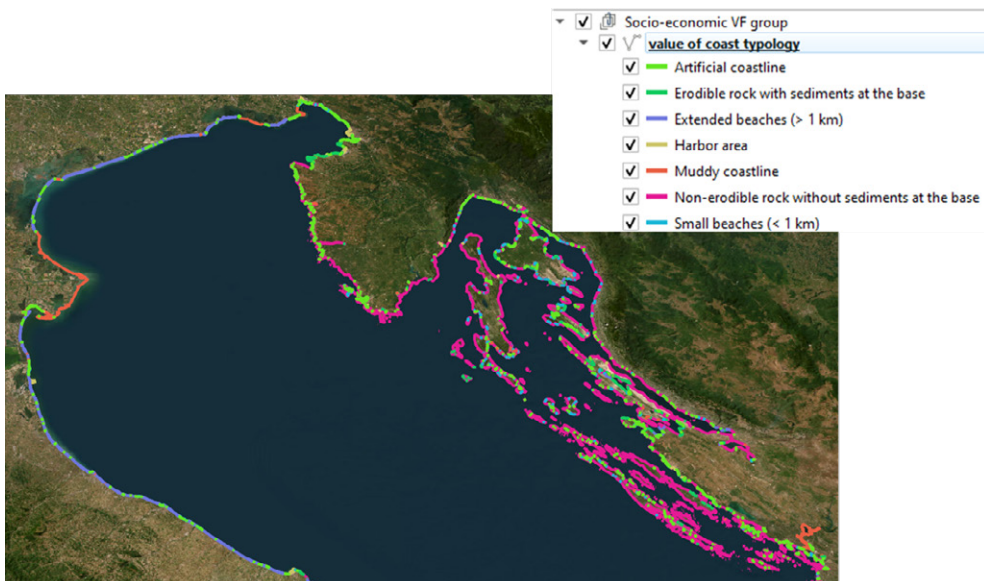 Socio-economic VF group
value of coast typology
Artificial coastline
Erodible rock with sediments at the base
Extended beaches (> 1 km)
Harbor area
Muddy coastline
Non-erodible rock without sediments at the base
Small beaches (< 1 km)